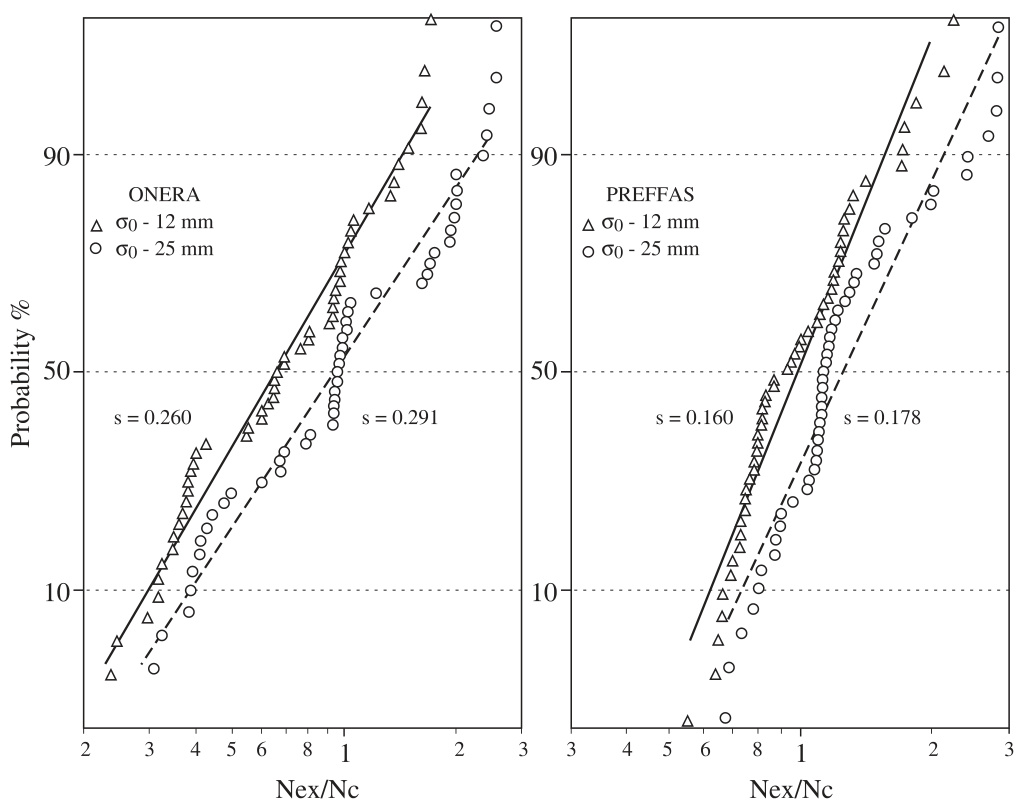 Probability %
90
50
10
ONERA
σ0 - 12 mm
σ0 - 25 mm
s = 0.260
s = 0.291
2 3 4 5 6 8 1 2 3
Nex/Nc
90
50
10
PREFFAS
σ0 - 12 mm
σ0 - 25 mm
s = 0.160
s = 0.178
3 4 5 6 8 1 2 3
Nex/Nc